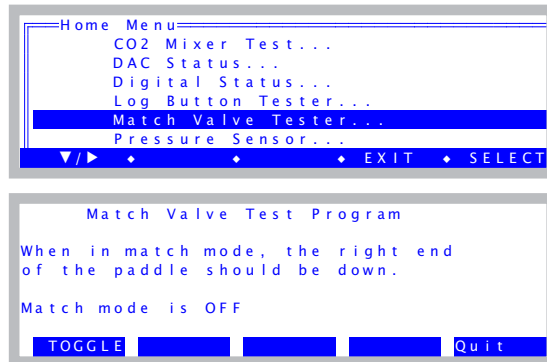 Home Menu
CO2 Mixer Test...
DAC Status...
Digital Status...
Log Button Tester...
Match Valve Tester...
Pressure Sensor...
▼/▶ ◆ ◆ ◆ EXIT ◆ SELECT
Match Valve Test Program
When in match mode, the right end
of the paddle should be down.
Match mode is OFF
TOGGLE Quit